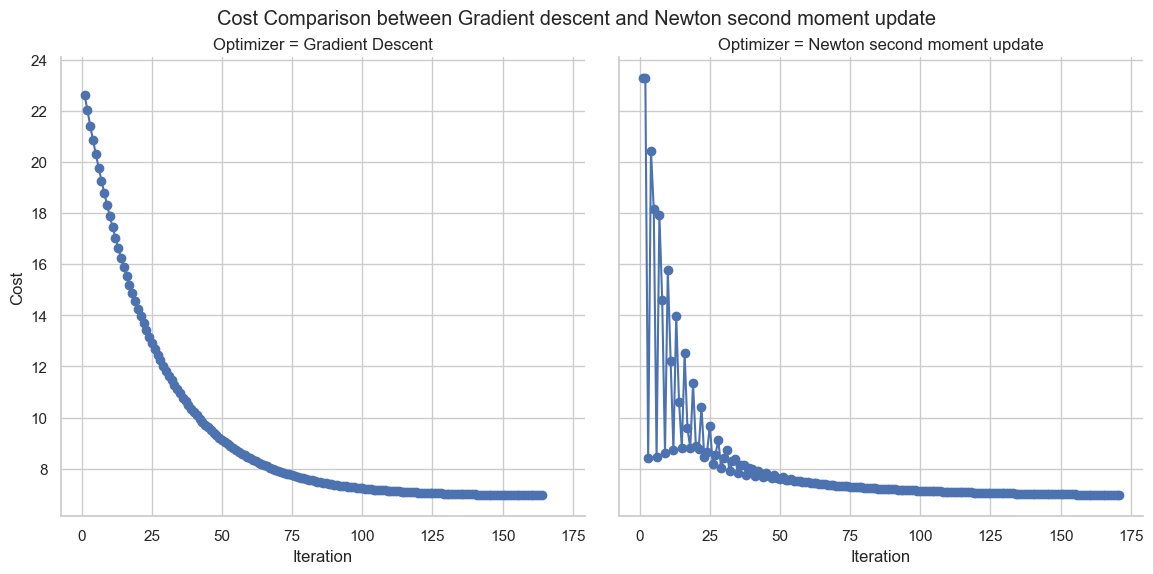 Cost Comparison between Gradient descent and Newton second moment update
Optimizer = Gradient Descent
Optimizer = Newton second moment update
24
22
20
18
16
14
12
10
8
Cost
0 25 50 75 100 125 150 175
0 25 50 75 100 125 150 175
Iteration
Iteration